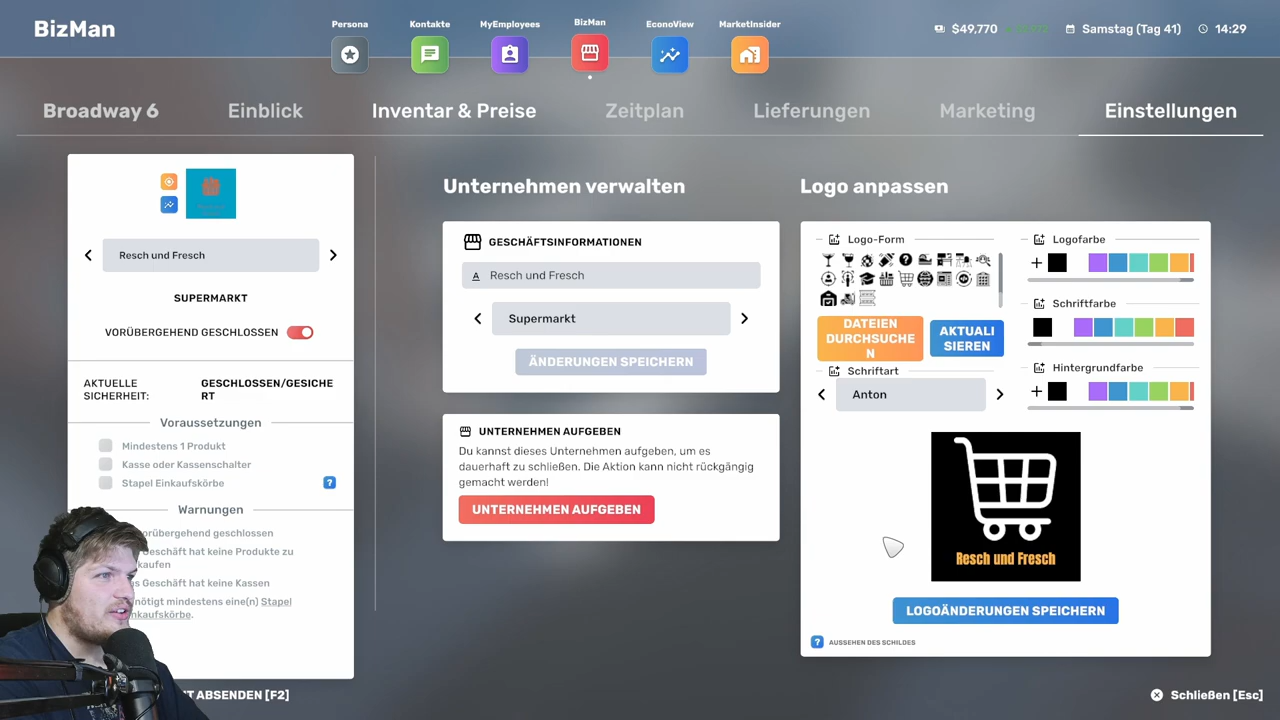 BizMan
Persona
Kontakte
MyEmployees
BizMan
EconoView
MarketInsider
$49,770
Samstag (Tag 41)
14:29
Broadway 6
Einblick
Inventar & Preise
Zeitplan
Lieferungen
Marketing
Einstellungen
Resch und Fresch
SUPERMARKT
VORÜBERGEHEND GESCHLOSSEN
AKTUELLE SICHERHEIT:
GESCHLOSSEN/GESICHE
RT
Voraussetzungen
Mindestens 1 Produkt
Kasse oder Kassenschalter
Stapel Einkaufskörbe
?
Warnungen
orübergehend geschlossen
Geschäft hat keine Produkte zu
kaufen
s Geschäft hat keine Kassen
nötigt mindestens eine(n) Stapel
nkaufskörbe.
T ABSENDEN [F2]
Unternehmen verwalten
GESCHÄFTSINFORMATIONEN
Resch und Fresch
Supermarkt
ÄNDERUNGEN SPEICHERN
UNTERNEHMEN AUFGEBEN
Du kannst dieses Unternehmen aufgeben, um es
dauerhaft zu schließen. Die Aktion kann nicht rückgängig
gemacht werden!
UNTERNEHMEN AUFGEBEN
Logo anpassen
Logo-Form
DATEIEN
DURCHSUCHE
N
AKTUALI
SIEREN
Schriftart
Anton
Logofarbe
Schriftfarbe
Hintergrundfarbe
Resch und Fresch
LOGOÄNDERUNGEN SPEICHERN
? AUSSEHEN DES SCHILDES
Schließen [Esc]